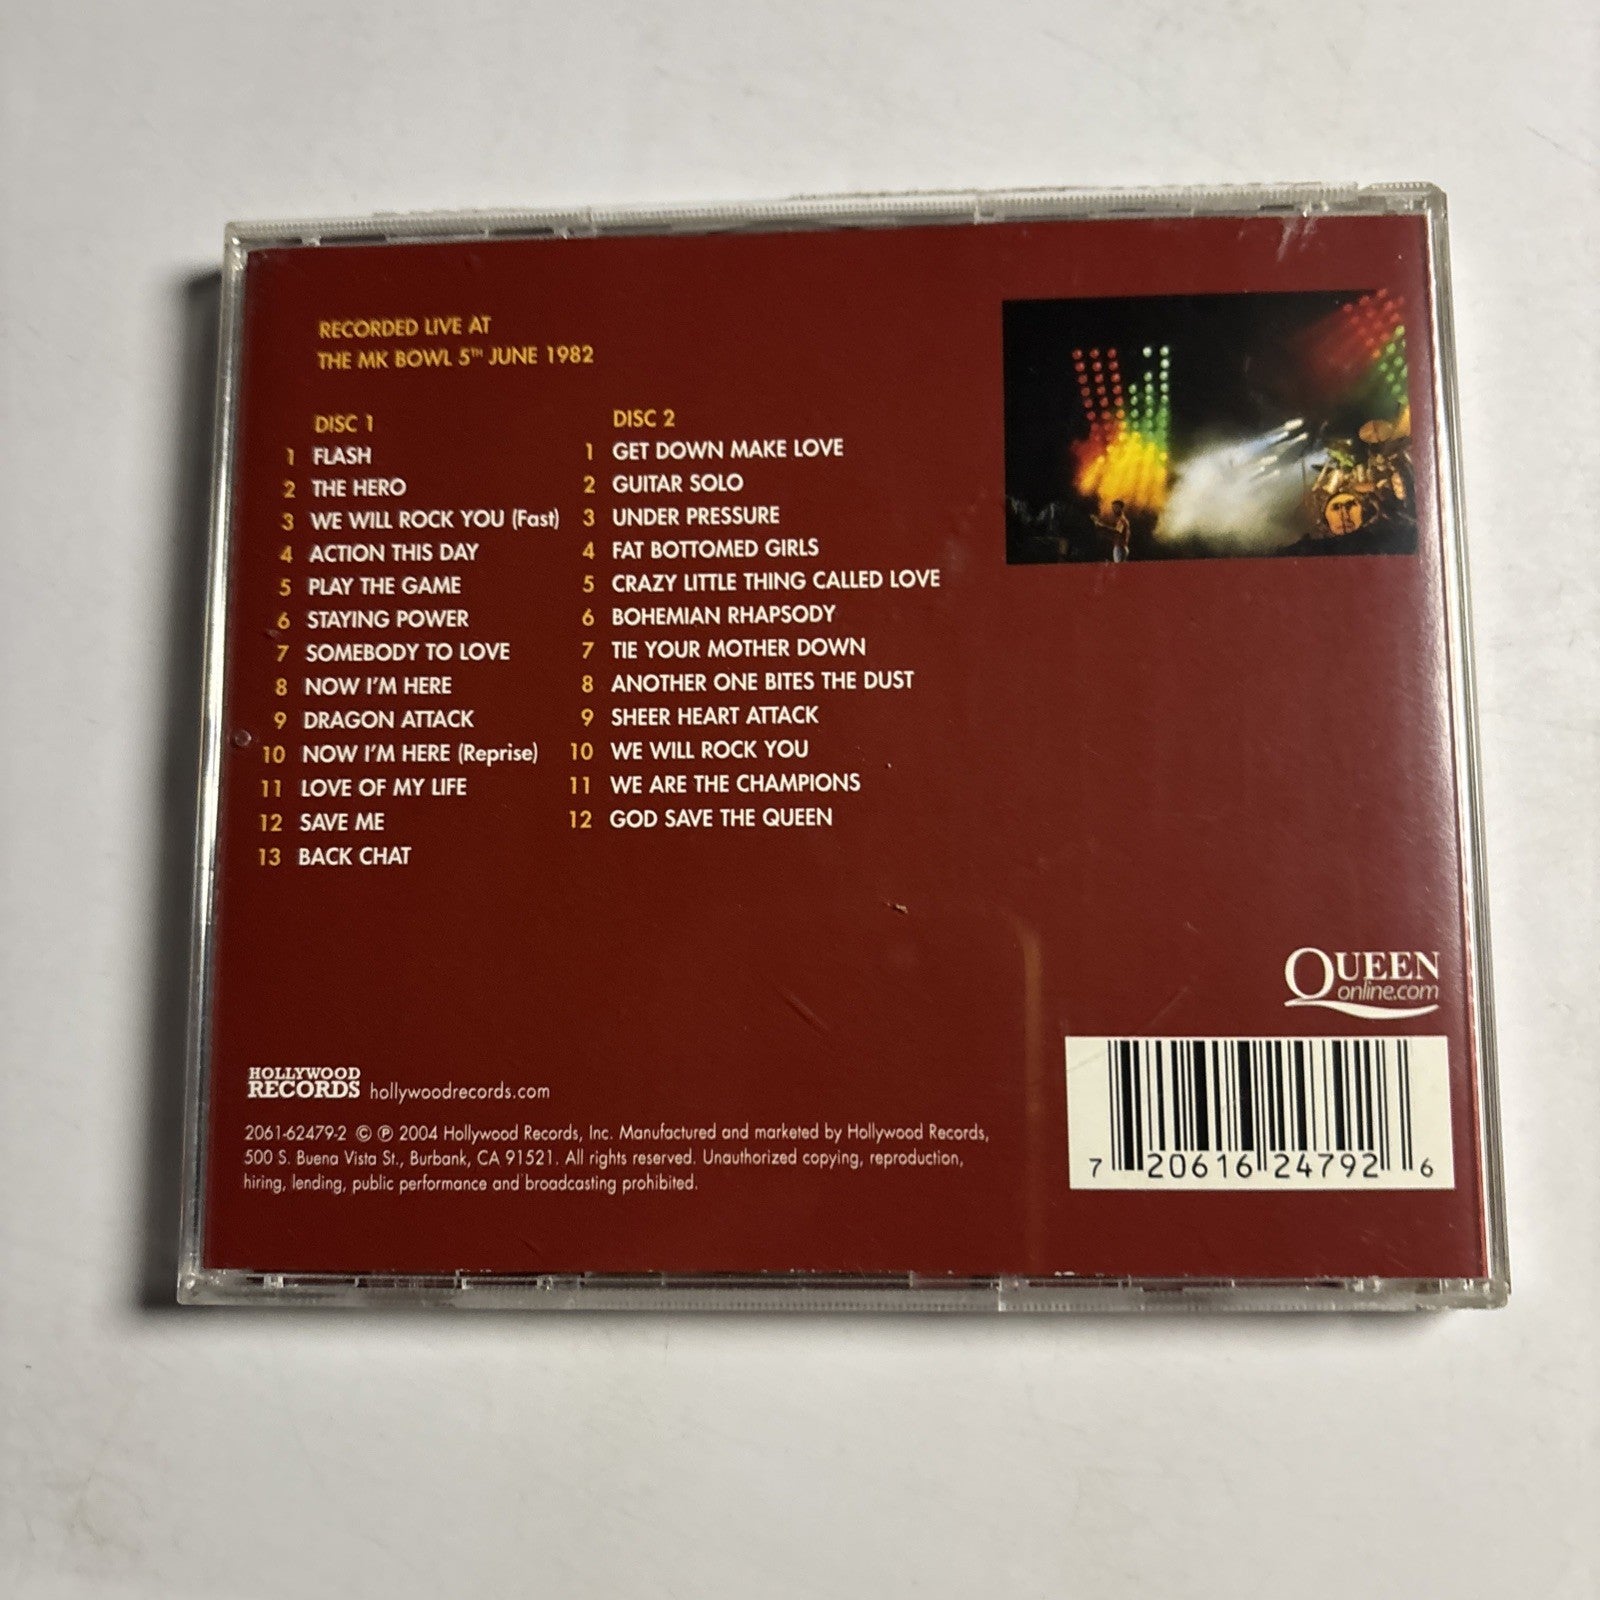 RECORDED LIVE AT
THE MK BOWL 5TH JUNE 1982
DISC 1
1 FLASH
2 THE HERO
3 WE WILL ROCK YOU (Fast)
4 ACTION THIS DAY
5 PLAY THE GAME
6 STAYING POWER
7 SOMEBODY TO LOVE
8 NOW I'M HERE
9 DRAGON ATTACK
10 NOW I'M HERE (Reprise)
11 LOVE OF MY LIFE
12 SAVE ME
13 BACK CHAT
DISC 2
1 GET DOWN MAKE LOVE
2 GUITAR SOLO
3 UNDER PRESSURE
4 FAT BOTTOMED GIRLS
5 CRAZY LITTLE THING CALLED LOVE
6 BOHEMIAN RHAPSODY
7 TIE YOUR MOTHER DOWN
8 ANOTHER ONE BITES THE DUST
9 SHEER HEART ATTACK
10 WE WILL ROCK YOU
11 WE ARE THE CHAMPIONS
12 GOD SAVE THE QUEEN
QUEEN
online.com
HOLLYWOOD
RECORDS hollywoodrecords.com
2061-62479-2 © ℗ 2004 Hollywood Records, Inc. Manufactured and marketed by Hollywood Records,
500 S. Buena Vista St., Burbank, CA 91521. All rights reserved. Unauthorized copying, reproduction,
hiring, lending, public performance and broadcasting prohibited.
7 20616 24792 6